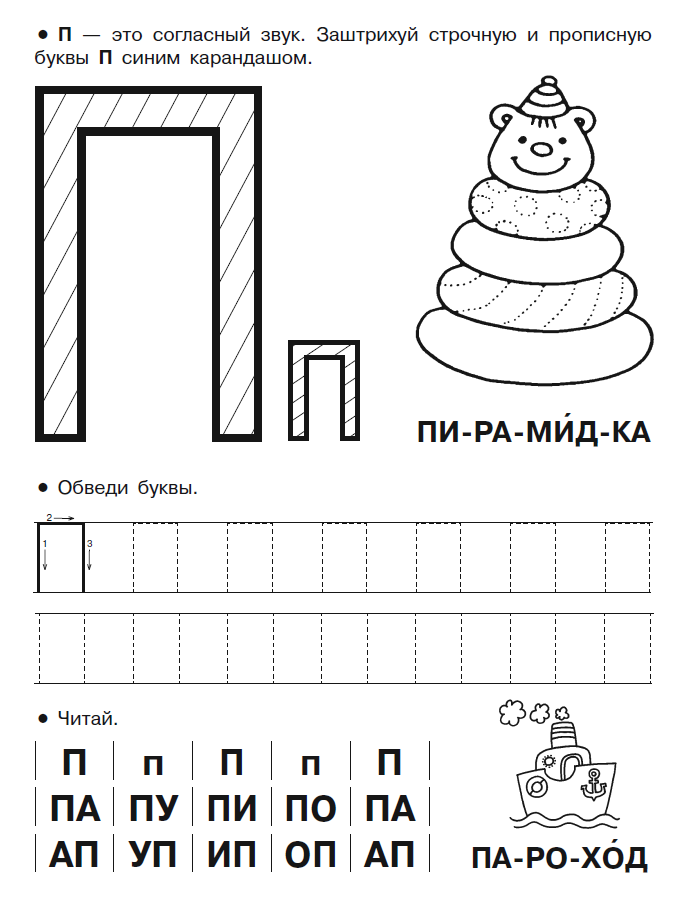 • П — это согласный звук. Заштрихуй строчную и прописную
буквы П синим карандашом.
П
п
ПИ-РА-МИ́Д-КА
• Обведи буквы.
2
1 3
• Читай.
П п П п П
ПА ПУ ПИ ПО ПА
АП УП ИП ОП АП
ПА-РО-ХО́Д